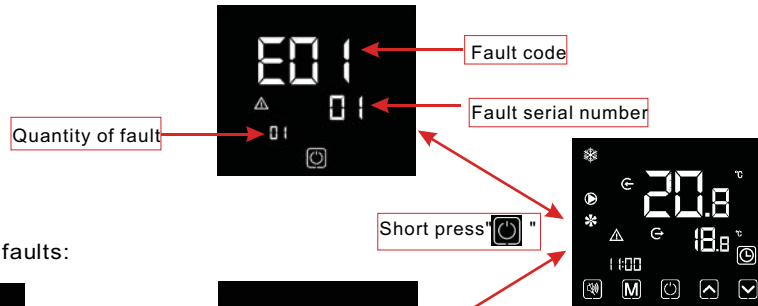 E01
Fault code
01
Fault serial number
Quantity of fault
01
20.8
°C
Short press" "
18.8
°C
faults:
11:00
M